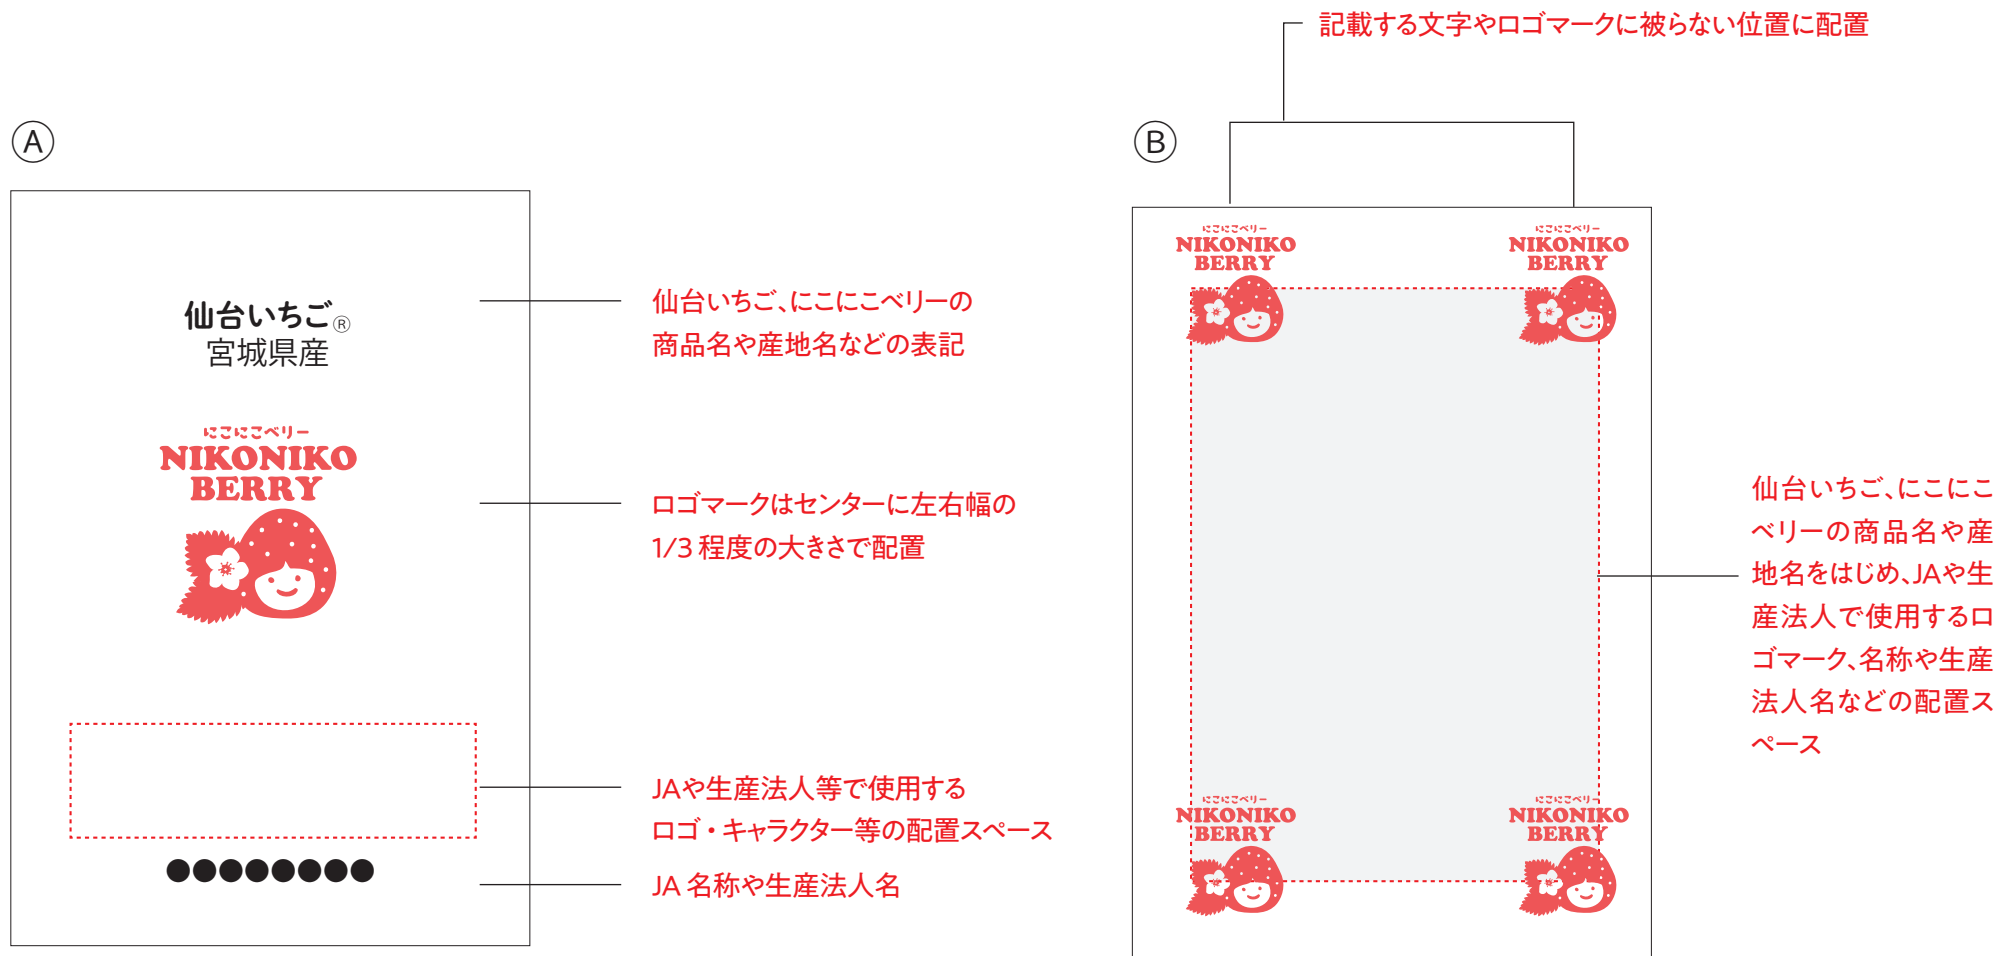 記載する文字やロゴマークに被らない位置に配置
Ⓐ
仙台いちご®
宮城県産
にこにこベリー
NIKONIKO
BERRY
●●●●●●●●
仙台いちご、にこにこベリーの
商品名や産地名などの表記
ロゴマークはセンターに左右幅の
1/3 程度の大きさで配置
JAや生産法人等で使用する
ロゴ・キャラクター等の配置スペース
JA 名称や生産法人名
Ⓑ
にこにこベリー
NIKONIKO
BERRY
にこにこベリー
NIKONIKO
BERRY
にこにこベリー
NIKONIKO
BERRY
にこにこベリー
NIKONIKO
BERRY
仙台いちご、にこにこ
ベリーの商品名や産
地名をはじめ、JAや生
産法人で使用するロ
ゴマーク、名称や生産
法人名などの配置ス
ペース